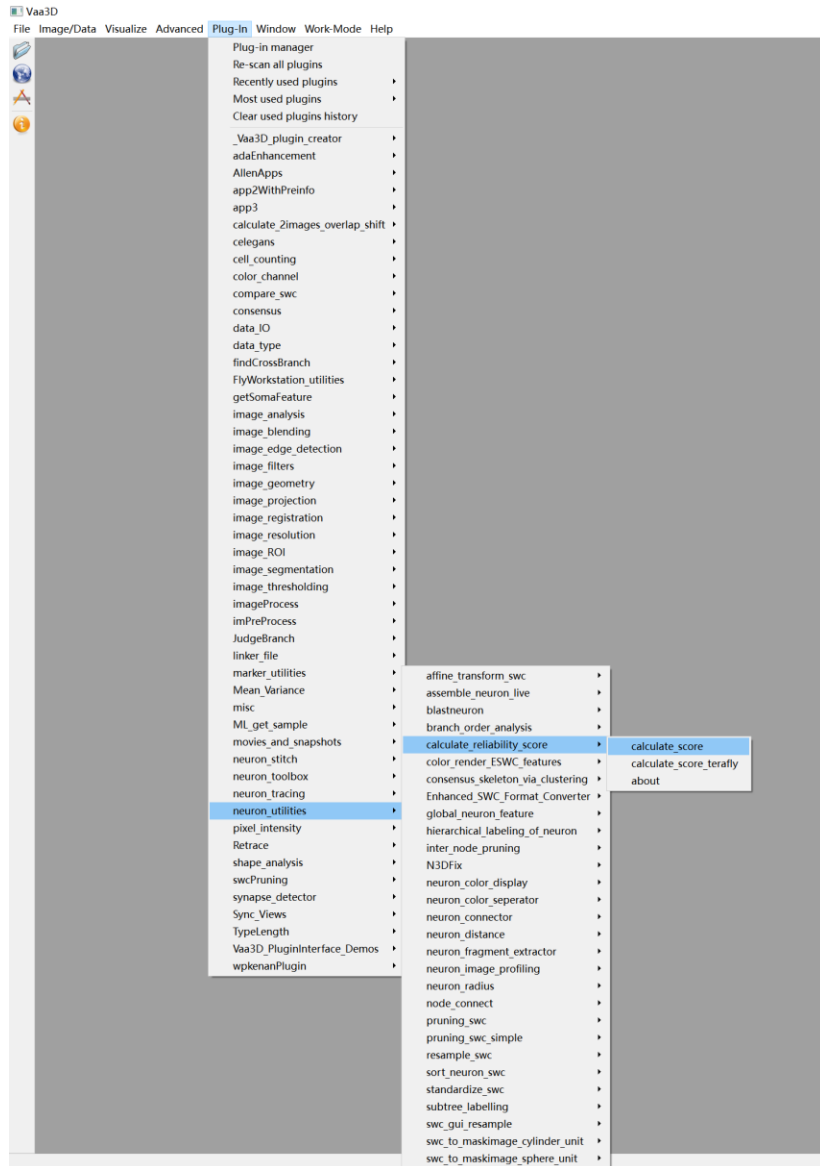 Vaa3D
File Image/Data Visualize Advanced Plug-In Window Work-Mode Help
Plug-in manager
Re-scan all plugins
Recently used plugins
Most used plugins
Clear used plugins history
_Vaa3D_plugin_creator
adaEnhancement
AllenApps
app2WithPreinfo
app3
calculate_2images_overlap_shift
celegans
cell_counting
color_channel
compare_swc
consensus
data_IO
data_type
findCrossBranch
FlyWorkstation_utilities
getSomaFeature
image_analysis
image_blending
image_edge_detection
image_filters
image_geometry
image_projection
image_registration
image_resolution
image_ROI
image_segmentation
image_thresholding
imageProcess
imPreProcess
JudgeBranch
linker_file
marker_utilities
Mean_Variance
misc
ML_get_sample
movies_and_snapshots
neuron_stitch
neuron_toolbox
neuron_tracing
neuron_utilities
pixel_intensity
Retrace
shape_analysis
swcPruning
synapse_detector
Sync_Views
TypeLength
Vaa3D_PluginInterface_Demos
wpkenanPlugin
affine_transform_swc
assemble_neuron_live
blastneuron
branch_order_analysis
calculate_reliability_score
color_render_ESWC_features
consensus_skeleton_via_clustering
Enhanced_SWC_Format_Converter
global_neuron_feature
hierarchical_labeling_of_neuron
inter_node_pruning
N3DFix
neuron_color_display
neuron_color_seperator
neuron_connector
neuron_distance
neuron_fragment_extractor
neuron_image_profiling
neuron_radius
node_connect
pruning_swc
pruning_swc_simple
resample_swc
sort_neuron_swc
standardize_swc
subtree_labelling
swc_gui_resample
swc_to_maskimage_cylinder_unit
swc_to_maskimage_sphere_unit
calculate_score
calculate_score_terafly
about